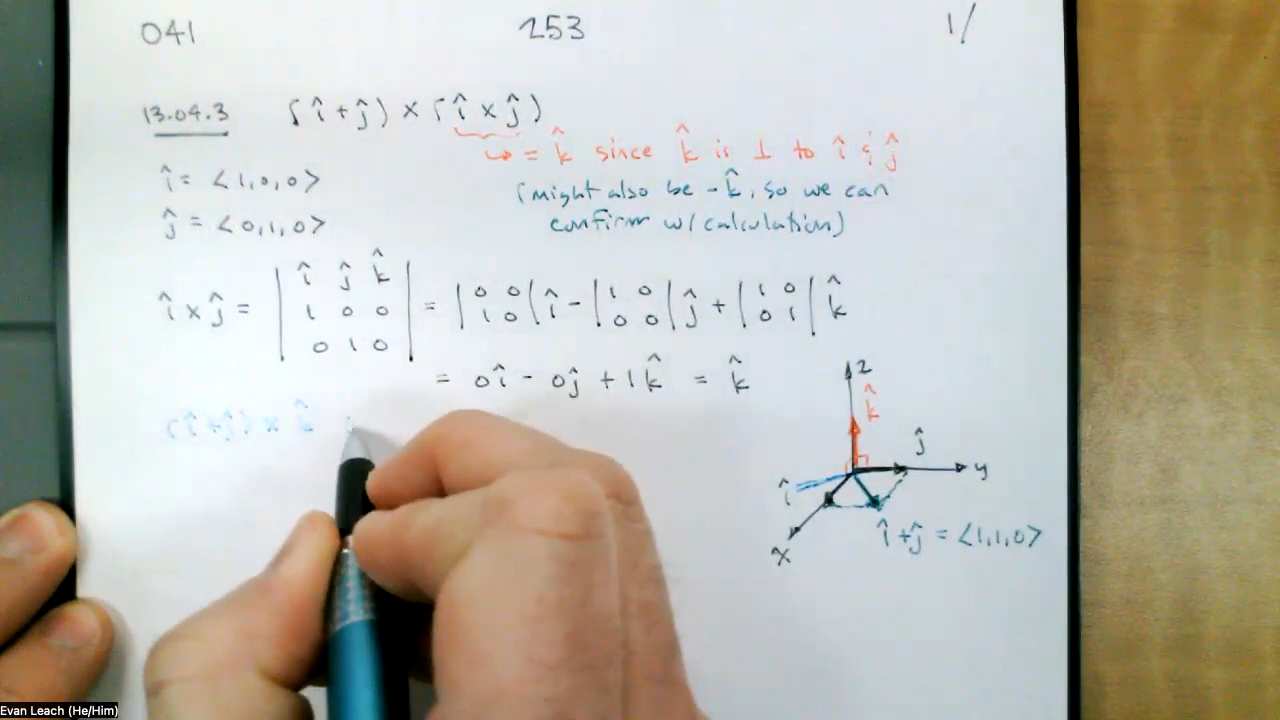 041 253 1/
13.04.3 (î + ĵ) × (î × ĵ)
↳ = k̂ since k̂ is ⊥ to î & ĵ
î = <1,0,0>
(might also be -k̂, so we can
ĵ = <0,1,0>
confirm w/ calculation)
î × ĵ = | î ĵ k̂ | = | 0 0 | î - | 1 0 | ĵ + | 1 0 | k̂
| 1 0 0 | | 1 0 | | 0 0 | | 0 1 |
| 0 1 0 |
= 0î - 0ĵ + 1k̂ = k̂
(î+ĵ) × k̂
z
k̂
ĵ
y
î
î + ĵ = <1,1,0>
x
Evan Leach (He/Him)